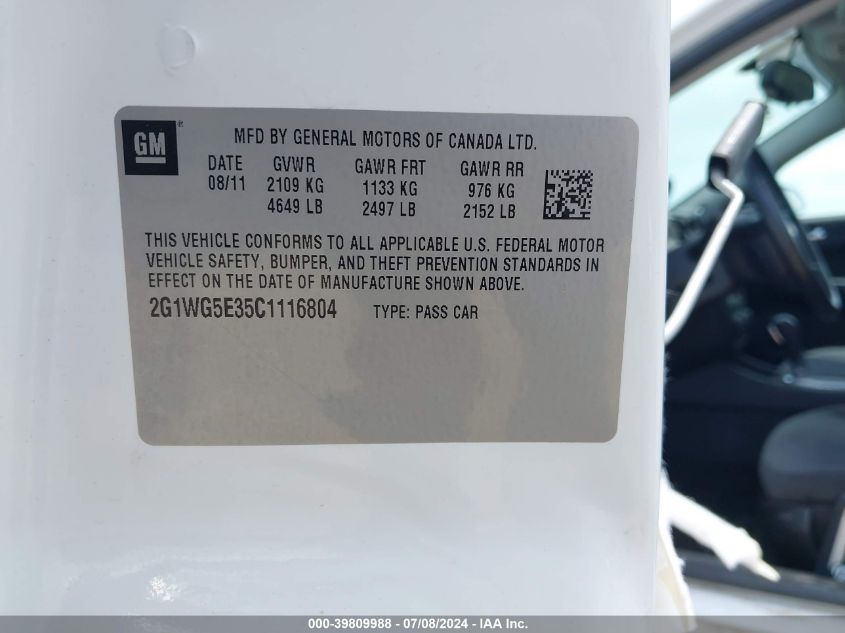 GM ® MFD BY GENERAL MOTORS OF CANADA LTD.
DATE GVWR GAWR FRT GAWR RR
08/11 2109 KG 1133 KG 976 KG
4649 LB 2497 LB 2152 LB
THIS VEHICLE CONFORMS TO ALL APPLICABLE U.S. FEDERAL MOTOR
VEHICLE SAFETY, BUMPER, AND THEFT PREVENTION STANDARDS IN
EFFECT ON THE DATE OF MANUFACTURE SHOWN ABOVE.
2G1WG5E35C1116804 TYPE: PASS CAR
000-39809988 - 07/08/2024 - IAA Inc.